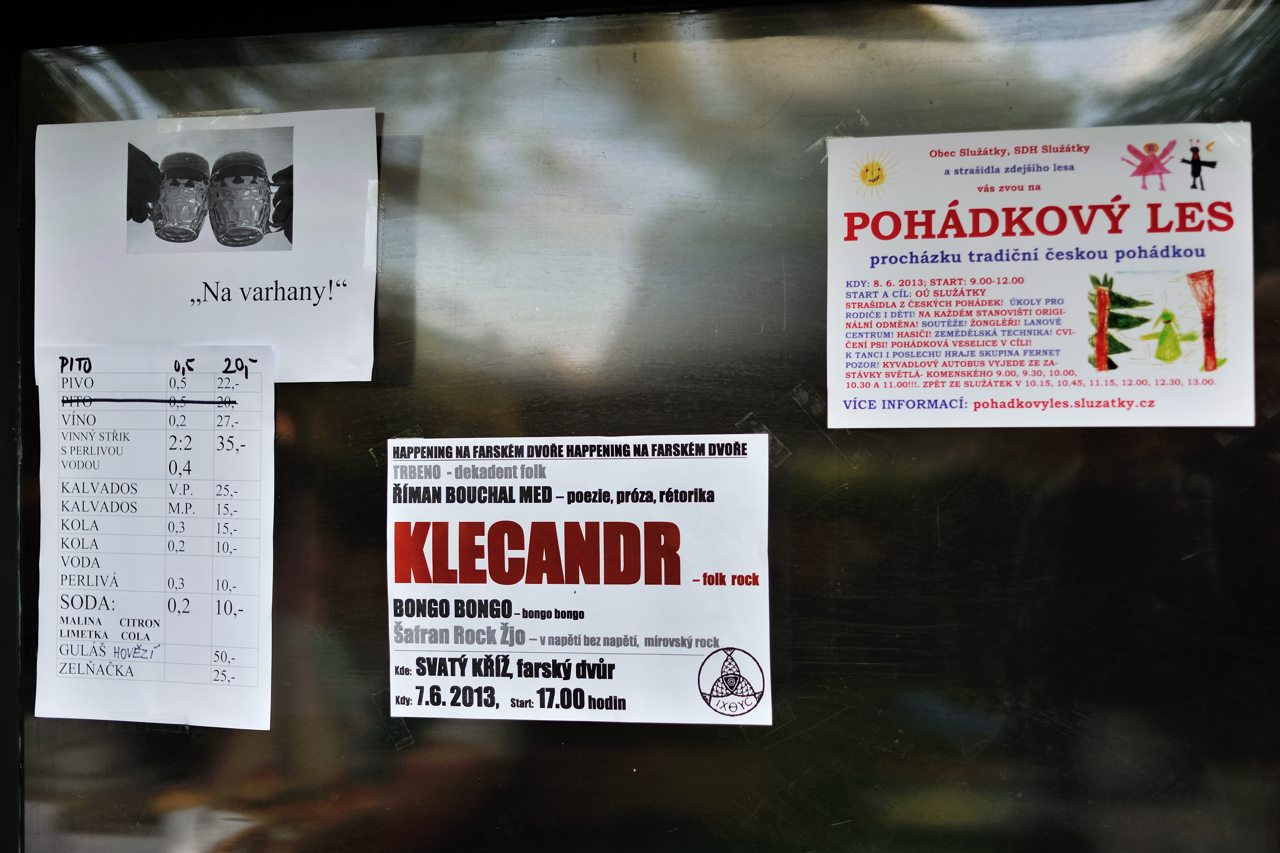 „Na varhany!“
PITO 0,5 20,-
PIVO 0,5 22,-
PITO 0,5 20,-
VÍNO 0,2 27,-
VINNÝ STŘIK 2:2 35,-
S PERLIVOU
VODOU 0,4
KALVADOS V.P. 25,-
KALVADOS M.P. 15,-
KOLA 0,3 15,-
KOLA 0,2 10,-
VODA
PERLIVÁ 0,3 10,-
SODA: 0,2 10,-
MALINA CITRON
LIMETKA COLA
GULÁŠ HOVĚZÍ 50,-
ZELŇAČKA 25,-
HAPPENING NA FARSKÉM DVOŘE HAPPENING NA FARSKÉM DVOŘE
TRBENO - dekadent folk
ŘÍMAN BOUCHAL MED – poezie, próza, rétorika
KLECANDR – folk rock
BONGO BONGO – bongo bongo
Šafran Rock Žjo – v napětí bez napětí, mírovský rock
Kde: SVATÝ KŘÍŽ, farský dvůr
Kdy: 7.6. 2013, Start: 17.00 hodin
ΙΧΘΥC
Obec Služátky, SDH Služátky
a strašidla zdejšího lesa
vás zvou na
POHÁDKOVÝ LES
procházku tradiční českou pohádkou
KDY: 8. 6. 2013; START: 9.00-12.00
START A CÍL: OÚ SLUŽÁTKY
STRAŠIDLA Z ČESKÝCH POHÁDEK! ÚKOLY PRO
RODIČE I DĚTI! NA KAŽDÉM STANOVIŠTI ORIGI-
NÁLNÍ ODMĚNA! SOUTĚŽE! ŽONGLÉŘI! LANOVÉ
CENTRUM! HASIČI! ZEMĚDĚLSKÁ TECHNIKA! CVI-
ČENÍ PSI! POHÁDKOVÁ VESELICE V CÍLI!
K TANCI I POSLECHU HRAJE SKUPINA FERNET
POZOR! KYVADLOVÝ AUTOBUS VYJEDE ZE ZA-
STÁVKY SVĚTLÁ- KOMENSKÉHO 9.00, 9.30, 10.00,
10.30 A 11.00!!!. ZPĚT ZE SLUŽÁTEK V 10.15, 10.45, 11.15, 12.00, 12.30, 13.00.
VÍCE INFORMACÍ: pohadkovyles.sluzatky.cz